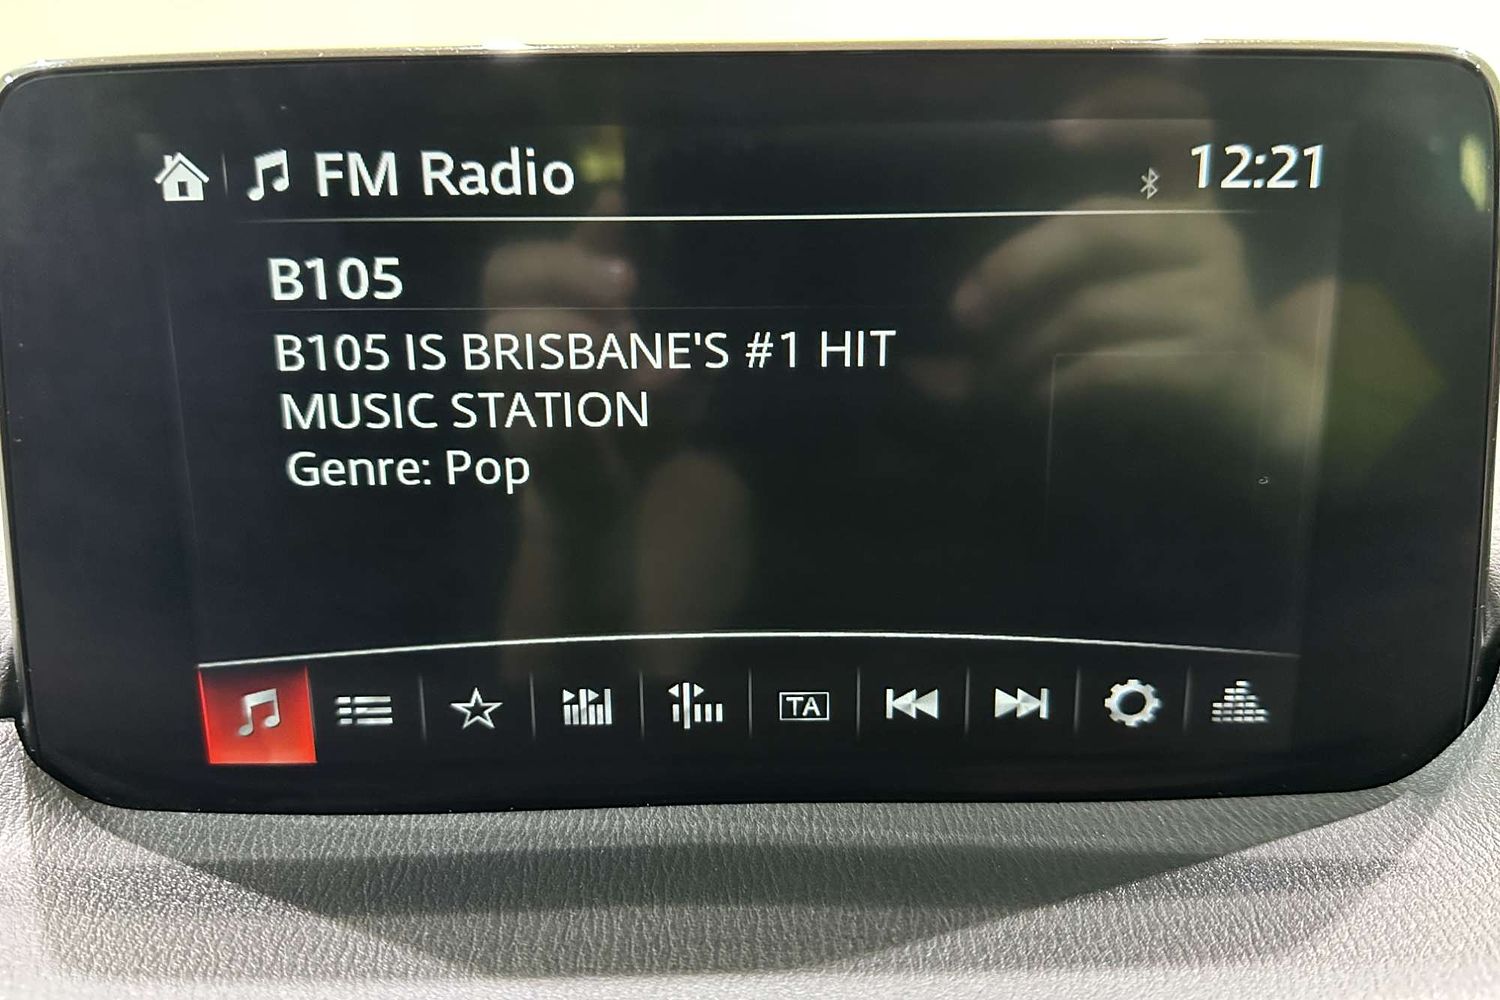 FM Radio
12:21
B105
B105 IS BRISBANE'S #1 HIT
MUSIC STATION
Genre: Pop
TA